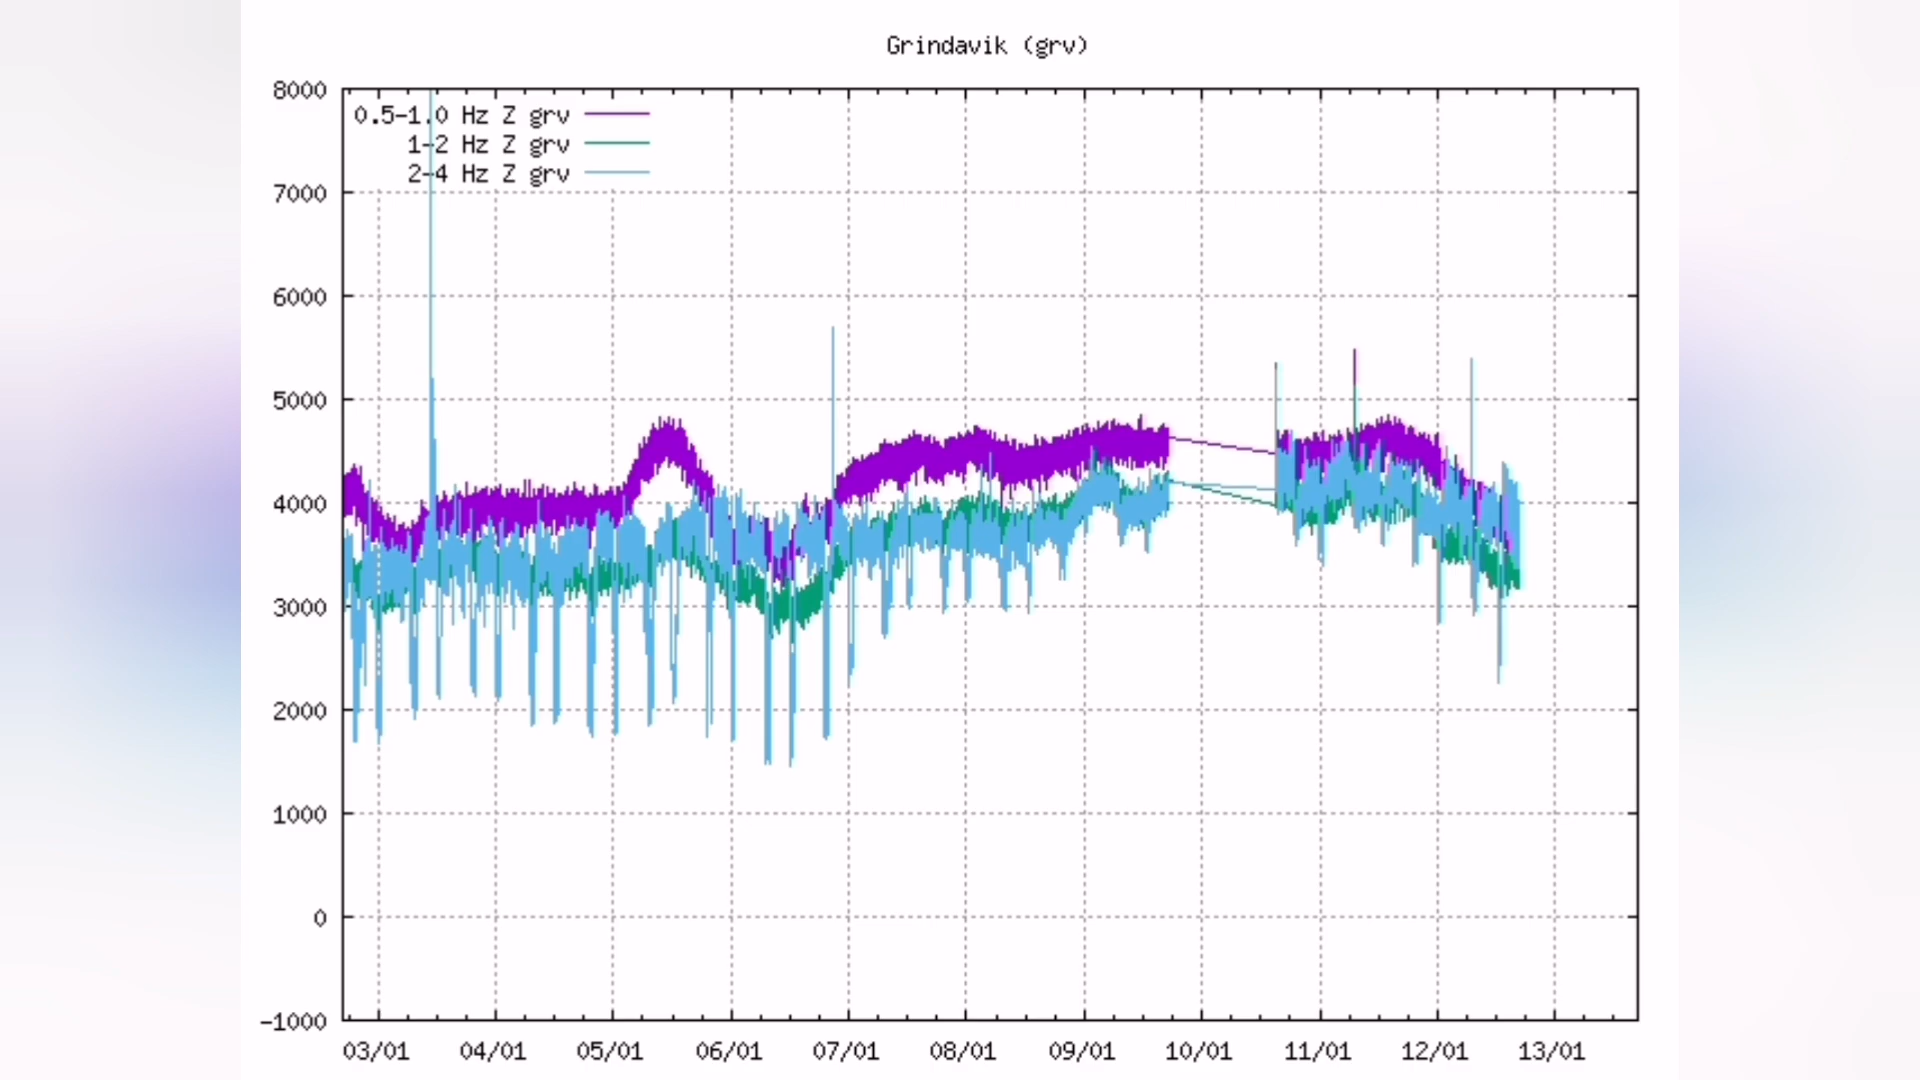 Grindavik (grv)
8000
0.5-1.0 Hz Z grv
1-2 Hz Z grv
2-4 Hz Z grv
7000
6000
5000
4000
3000
2000
1000
0
-1000
03/01 04/01 05/01 06/01 07/01 08/01 09/01 10/01 11/01 12/01 13/01